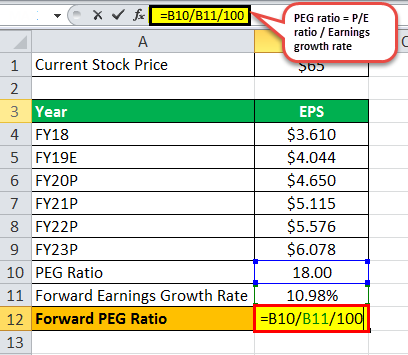 =B10/B11/100
PEG ratio = P/E
ratio / Earnings
growth rate
A
1 Current Stock Price $65
2
3 Year EPS
4 FY18 $3.610
5 FY19E $4.044
6 FY20P $4.650
7 FY21P $5.115
8 FY22P $5.576
9 FY23P $6.078
10 PEG Ratio 18.00
11 Forward Earnings Growth Rate 10.98%
12 Forward PEG Ratio =B10/B11/100